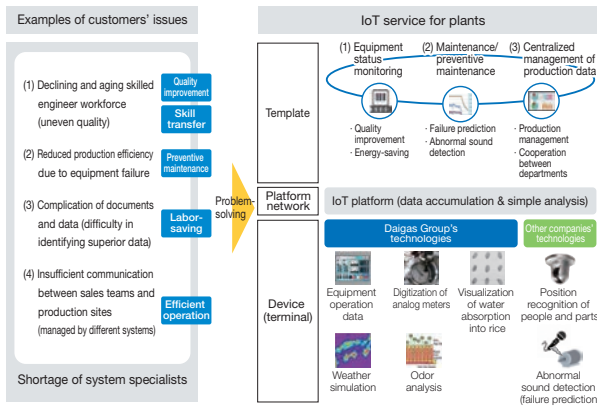 Examples of customers' issues
(1) Declining and aging skilled
engineer workforce
(uneven quality)
Quality
improvement
Skill
transfer
(2) Reduced production efficiency
due to equipment failure
Preventive
maintenance
(3) Complication of documents
and data (difficulty in
identifying superior data)
Labor-
saving
(4) Insufficient communication
between sales teams and
production sites
(managed by different systems)
Efficient
operation
Shortage of system specialists
Problem-
solving
IoT service for plants
Template
(1) Equipment
status
monitoring
(2) Maintenance/
preventive
maintenance
(3) Centralized
management of
production data
· Quality
improvement
· Energy-saving
· Failure prediction
· Abnormal sound
detection
· Production
management
· Cooperation
between
departments
Platform
network
IoT platform (data accumulation & simple analysis)
Device
(terminal)
Daigas Group's
technologies
Other companies'
technologies
Equipment
operation
data
Digitization of
analog meters
Visualization
of water
absorption
into rice
Position
recognition of
people and parts
Weather
simulation
Odor
analysis
Abnormal
sound detection
(failure prediction)